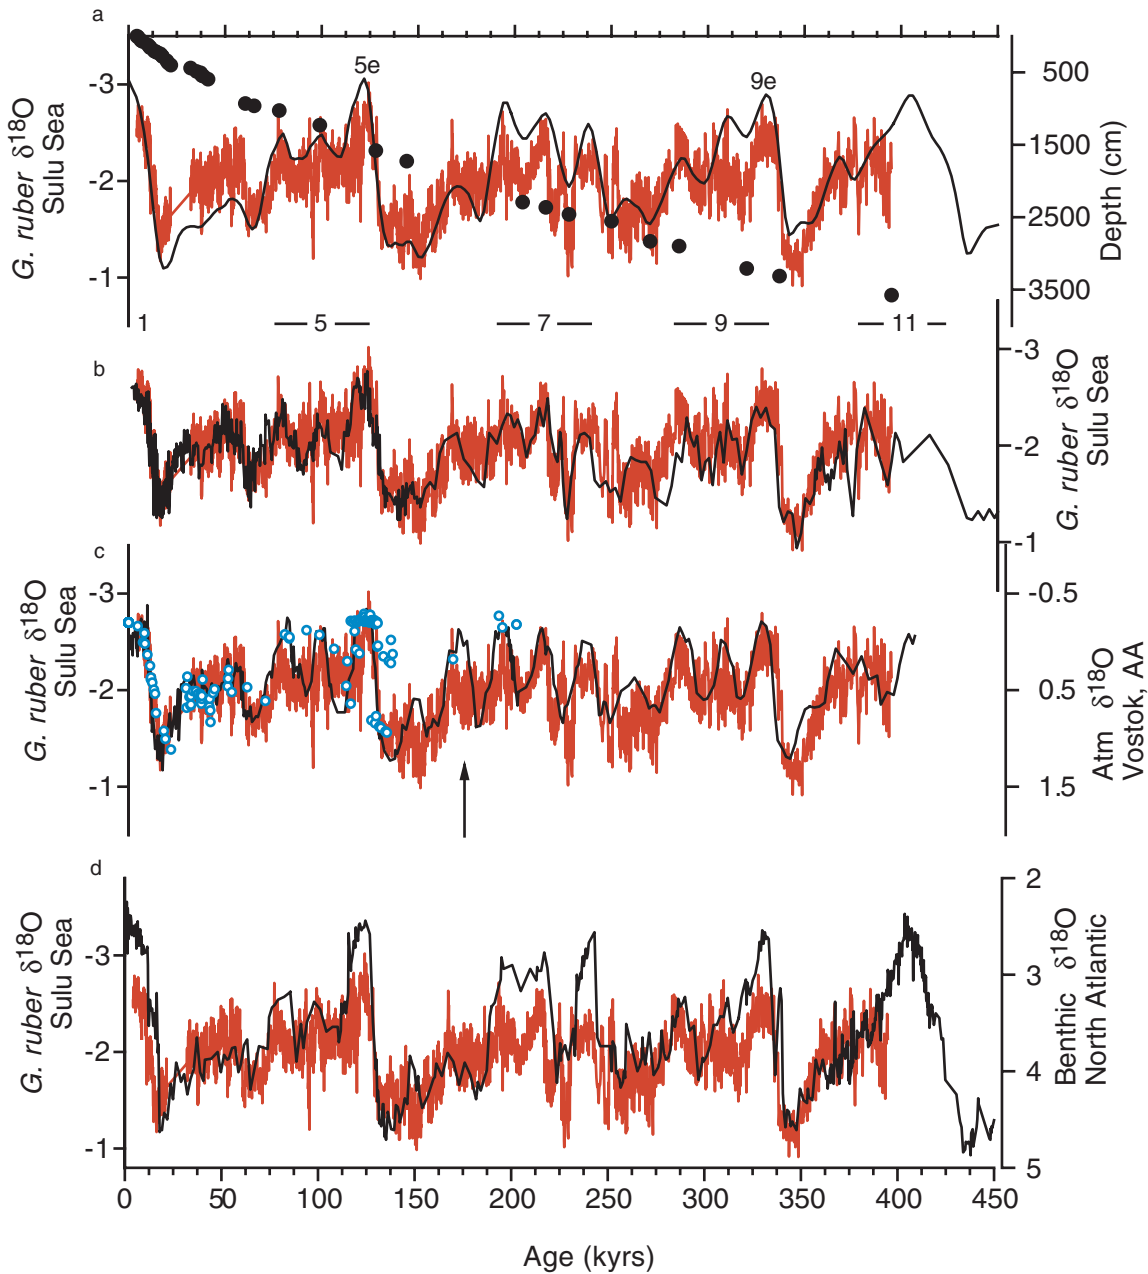 a
G. ruber δ18O
Sulu Sea
-3
-2
-1
5e
9e
500
1500
2500
3500
Depth (cm)
1
5
7
9
11
b
-3
-2
-1
G. ruber δ18O
Sulu Sea
c
G. ruber δ18O
Sulu Sea
-3
-2
-1
-0.5
0.5
1.5
Atm δ18O
Vostok, AA
d
G. ruber δ18O
Sulu Sea
-3
-2
-1
2
3
4
5
Benthic δ18O
North Atlantic
0 50 100 150 200 250 300 350 400 450
Age (kyrs)